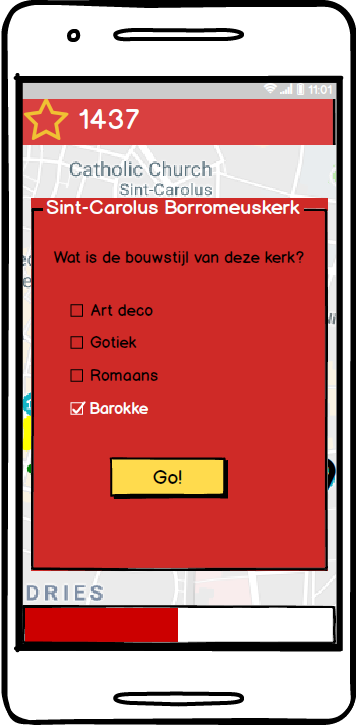 11:01
1437
Catholic Church
Sint-Carolus
Sint-Carolus Borromeuskerk
Wat is de bouwstijl van deze kerk?
Art deco
Gotiek
Romaans
Barokke
Go!
DRIES